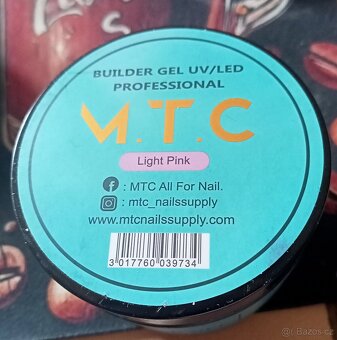 BUILDER GEL UV/LED
PROFESSIONAL
M.T.C
Light Pink
: MTC All For Nail.
: mtc_nailssupply
www.mtcnailssupply.com
3 017760 039734